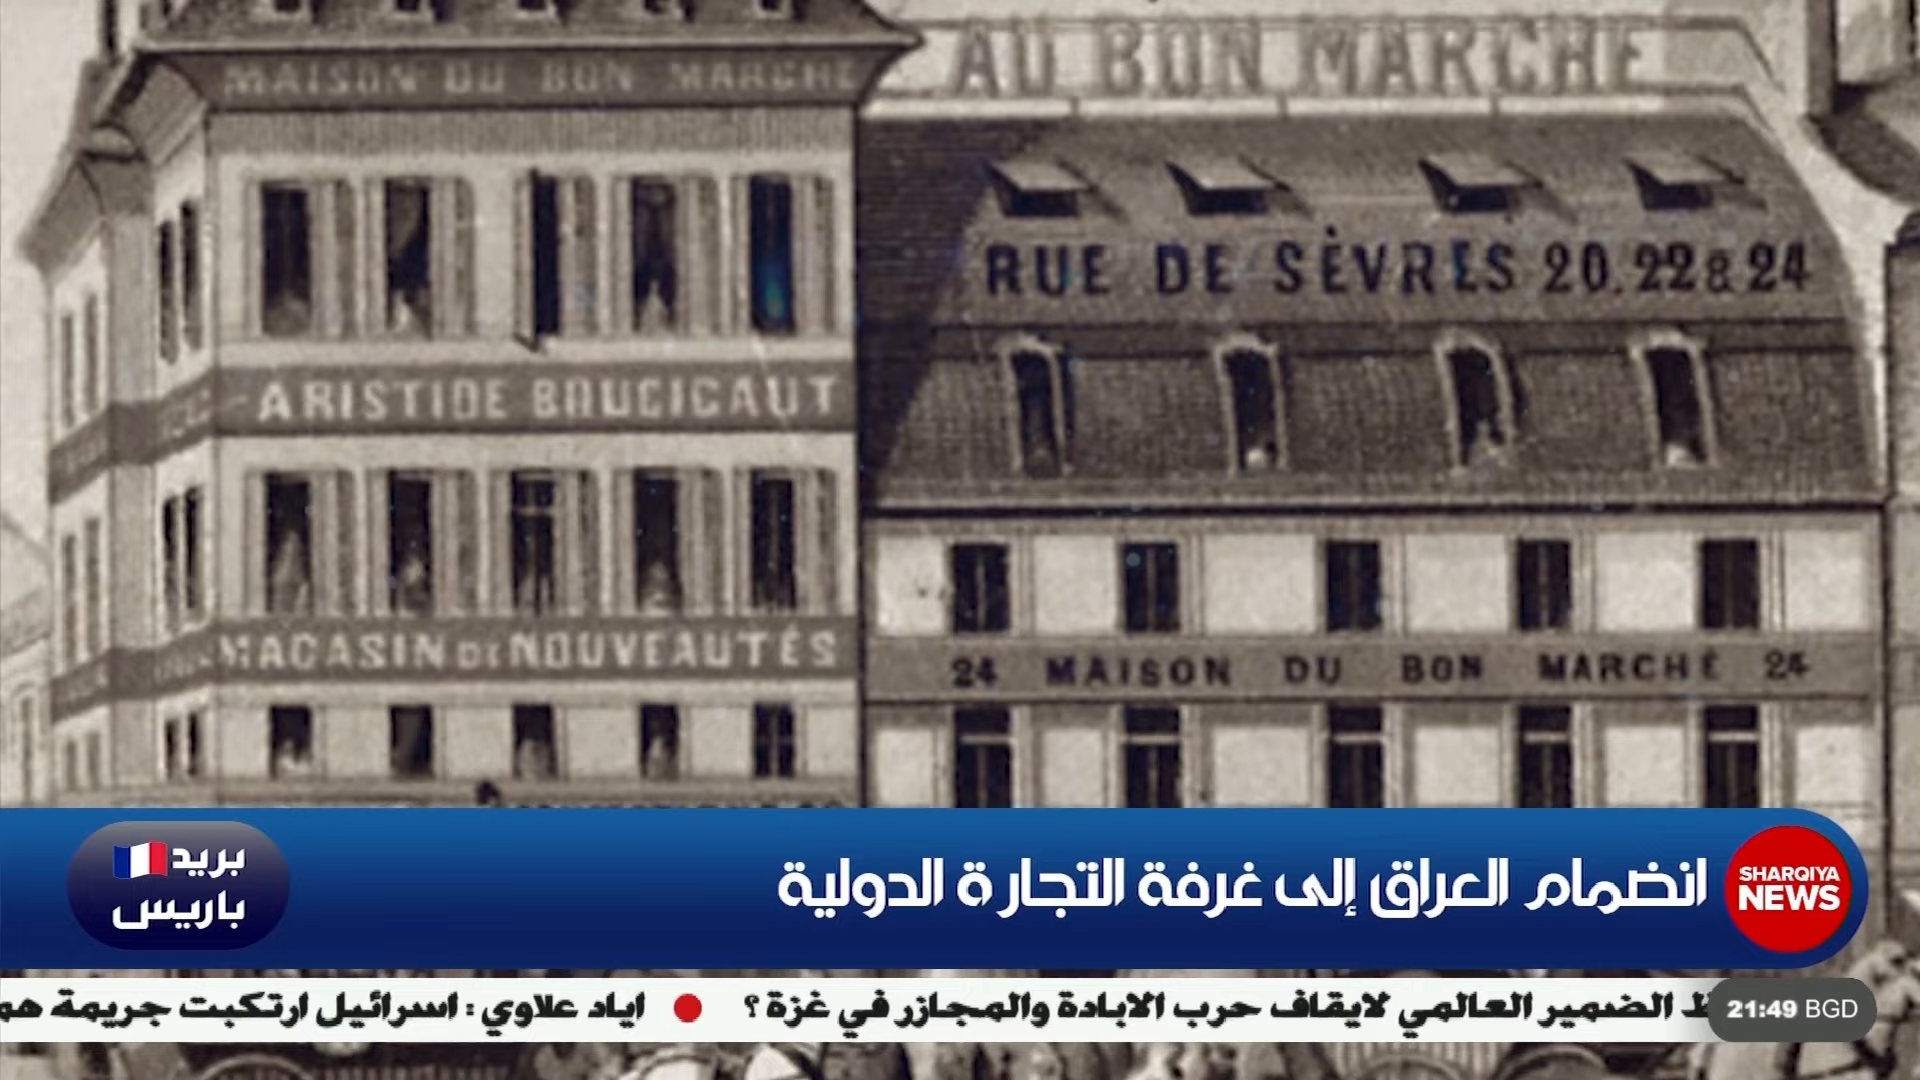 AU BON MARCHE
MAISON DU BON MARCHE
RUE DE SÈVRES 20.22 & 24
ARISTIDE BOUCICAUT
MAGASIN DE NOUVEAUTÉS
24 MAISON DU BON MARCHÉ 24
انضمام العراق إلى غرفة التجارة الدولية
SHARQIYA
NEWS
بريد
باريس
الضمير العالمي لايقاف حرب الابادة والمجازر في غزة ؟ اياد علاوي : اسرائيل ارتكبت جريمة
21:49 BGD